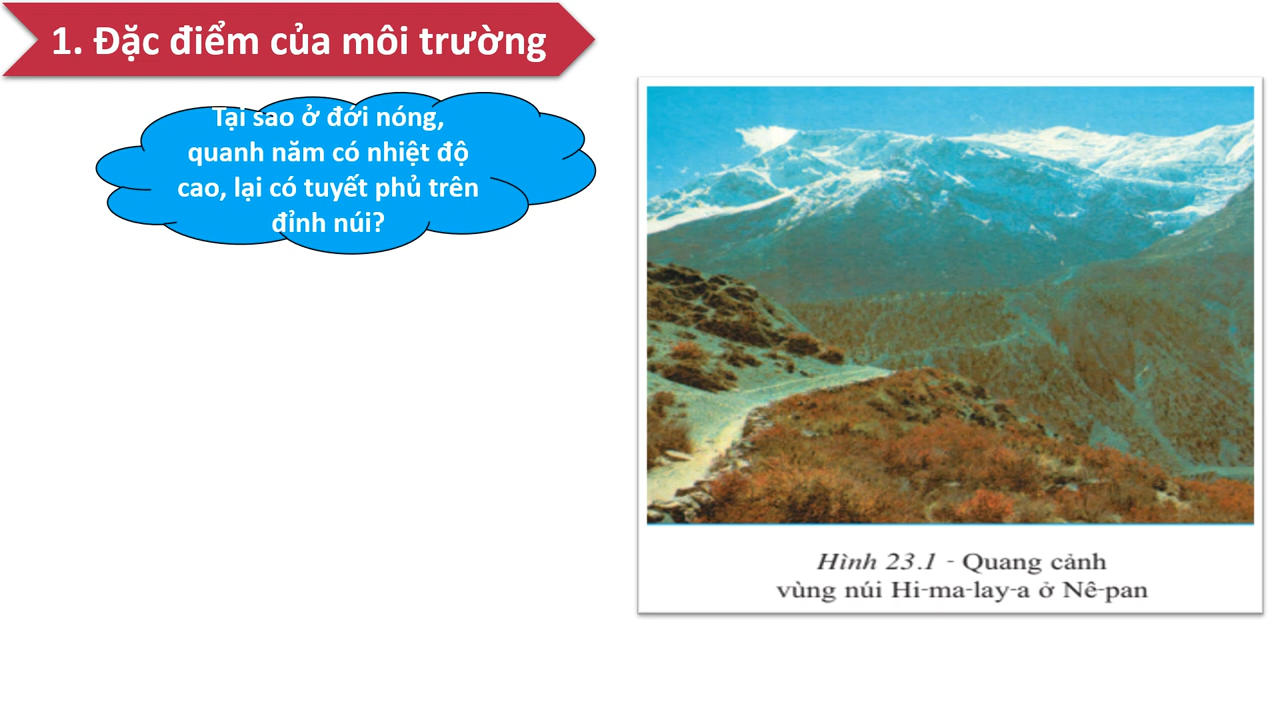 1. Đặc điểm của môi trường
Tại sao ở đới nóng,
quanh năm có nhiệt độ
cao, lại có tuyết phủ trên
đỉnh núi?
Hình 23.1 - Quang cảnh
vùng núi Hi-ma-lay-a ở Nê-pan